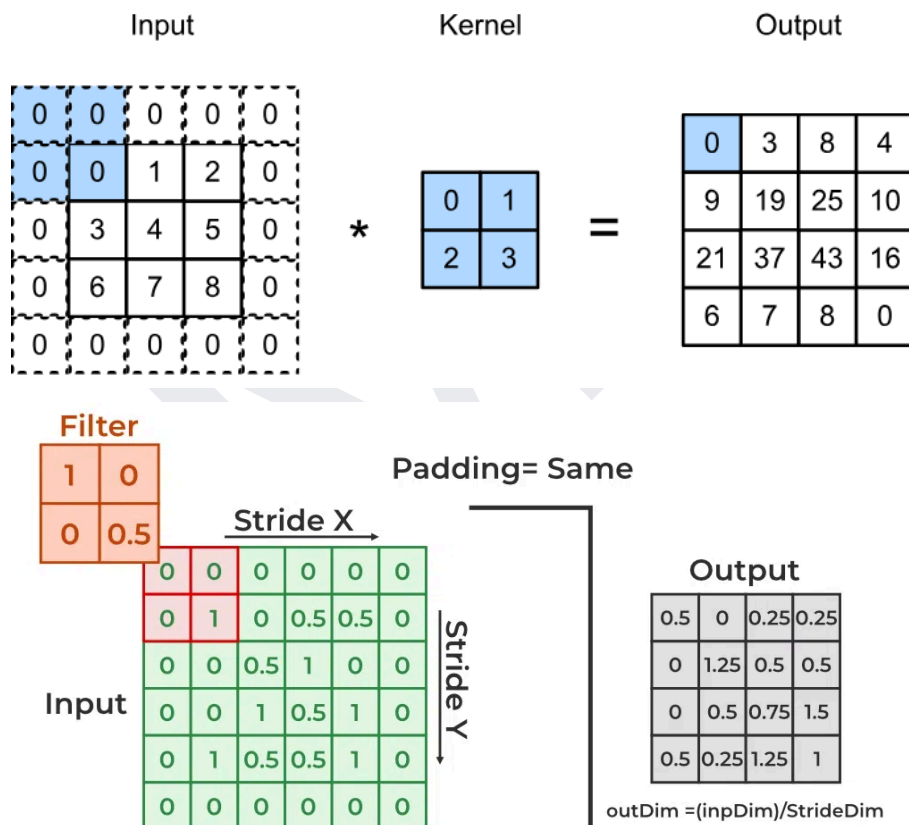 Input Kernel Output
0 0 0 0 0
0 0 1 2 0
0 3 4 5 0
0 6 7 8 0
0 0 0 0 0
*
0 1
2 3
=
0 3 8 4
9 19 25 10
21 37 43 16
6 7 8 0
Filter
1 0
0 0.5
Padding= Same
Stride X
Stride Y
Input
0 0 0 0 0 0
0 1 0 0.5 0.5 0
0 0 0.5 1 0 0
0 0 1 0.5 1 0
0 1 0.5 0.5 1 0
0 0 0 0 0 0
Output
0.5 0 0.25 0.25
0 1.25 0.5 0.5
0 0.5 0.75 1.5
0.5 0.25 1.25 1
outDim =(inpDim)/StrideDim